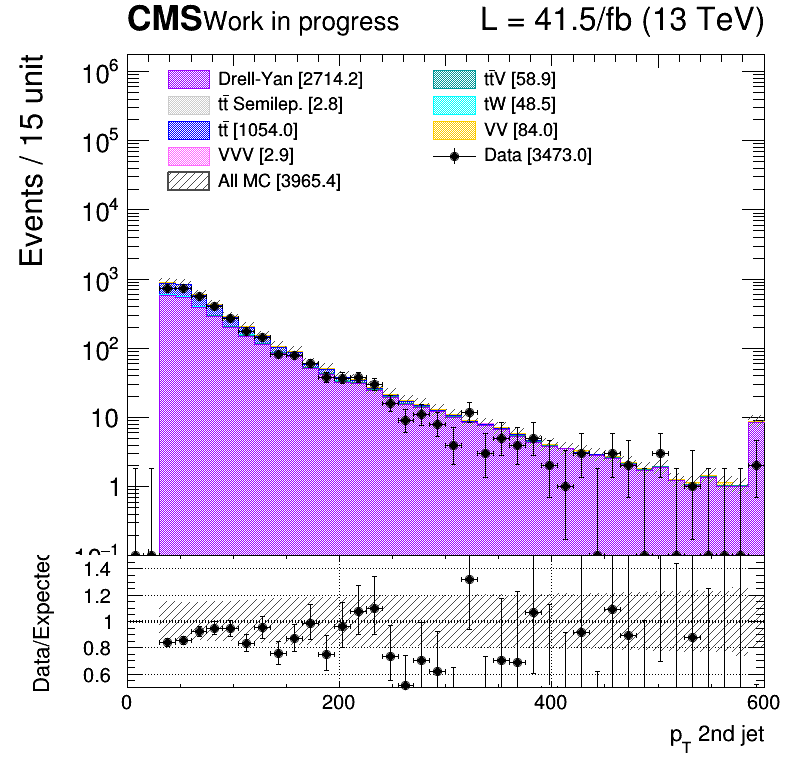 CMS Work in progress L = 41.5/fb (13 TeV)
Events / 15 unit
10⁶
10⁵
10⁴
10³
10²
10
1
10⁻¹
Drell-Yan [2714.2]
tt̄ Semilep. [2.8]
tt̄ [1054.0]
VVV [2.9]
All MC [3965.4]
tt̄V [58.9]
tW [48.5]
VV [84.0]
Data [3473.0]
Data/Expected
1.4
1.2
1
0.8
0.6
0 200 400 600
p_T 2nd jet